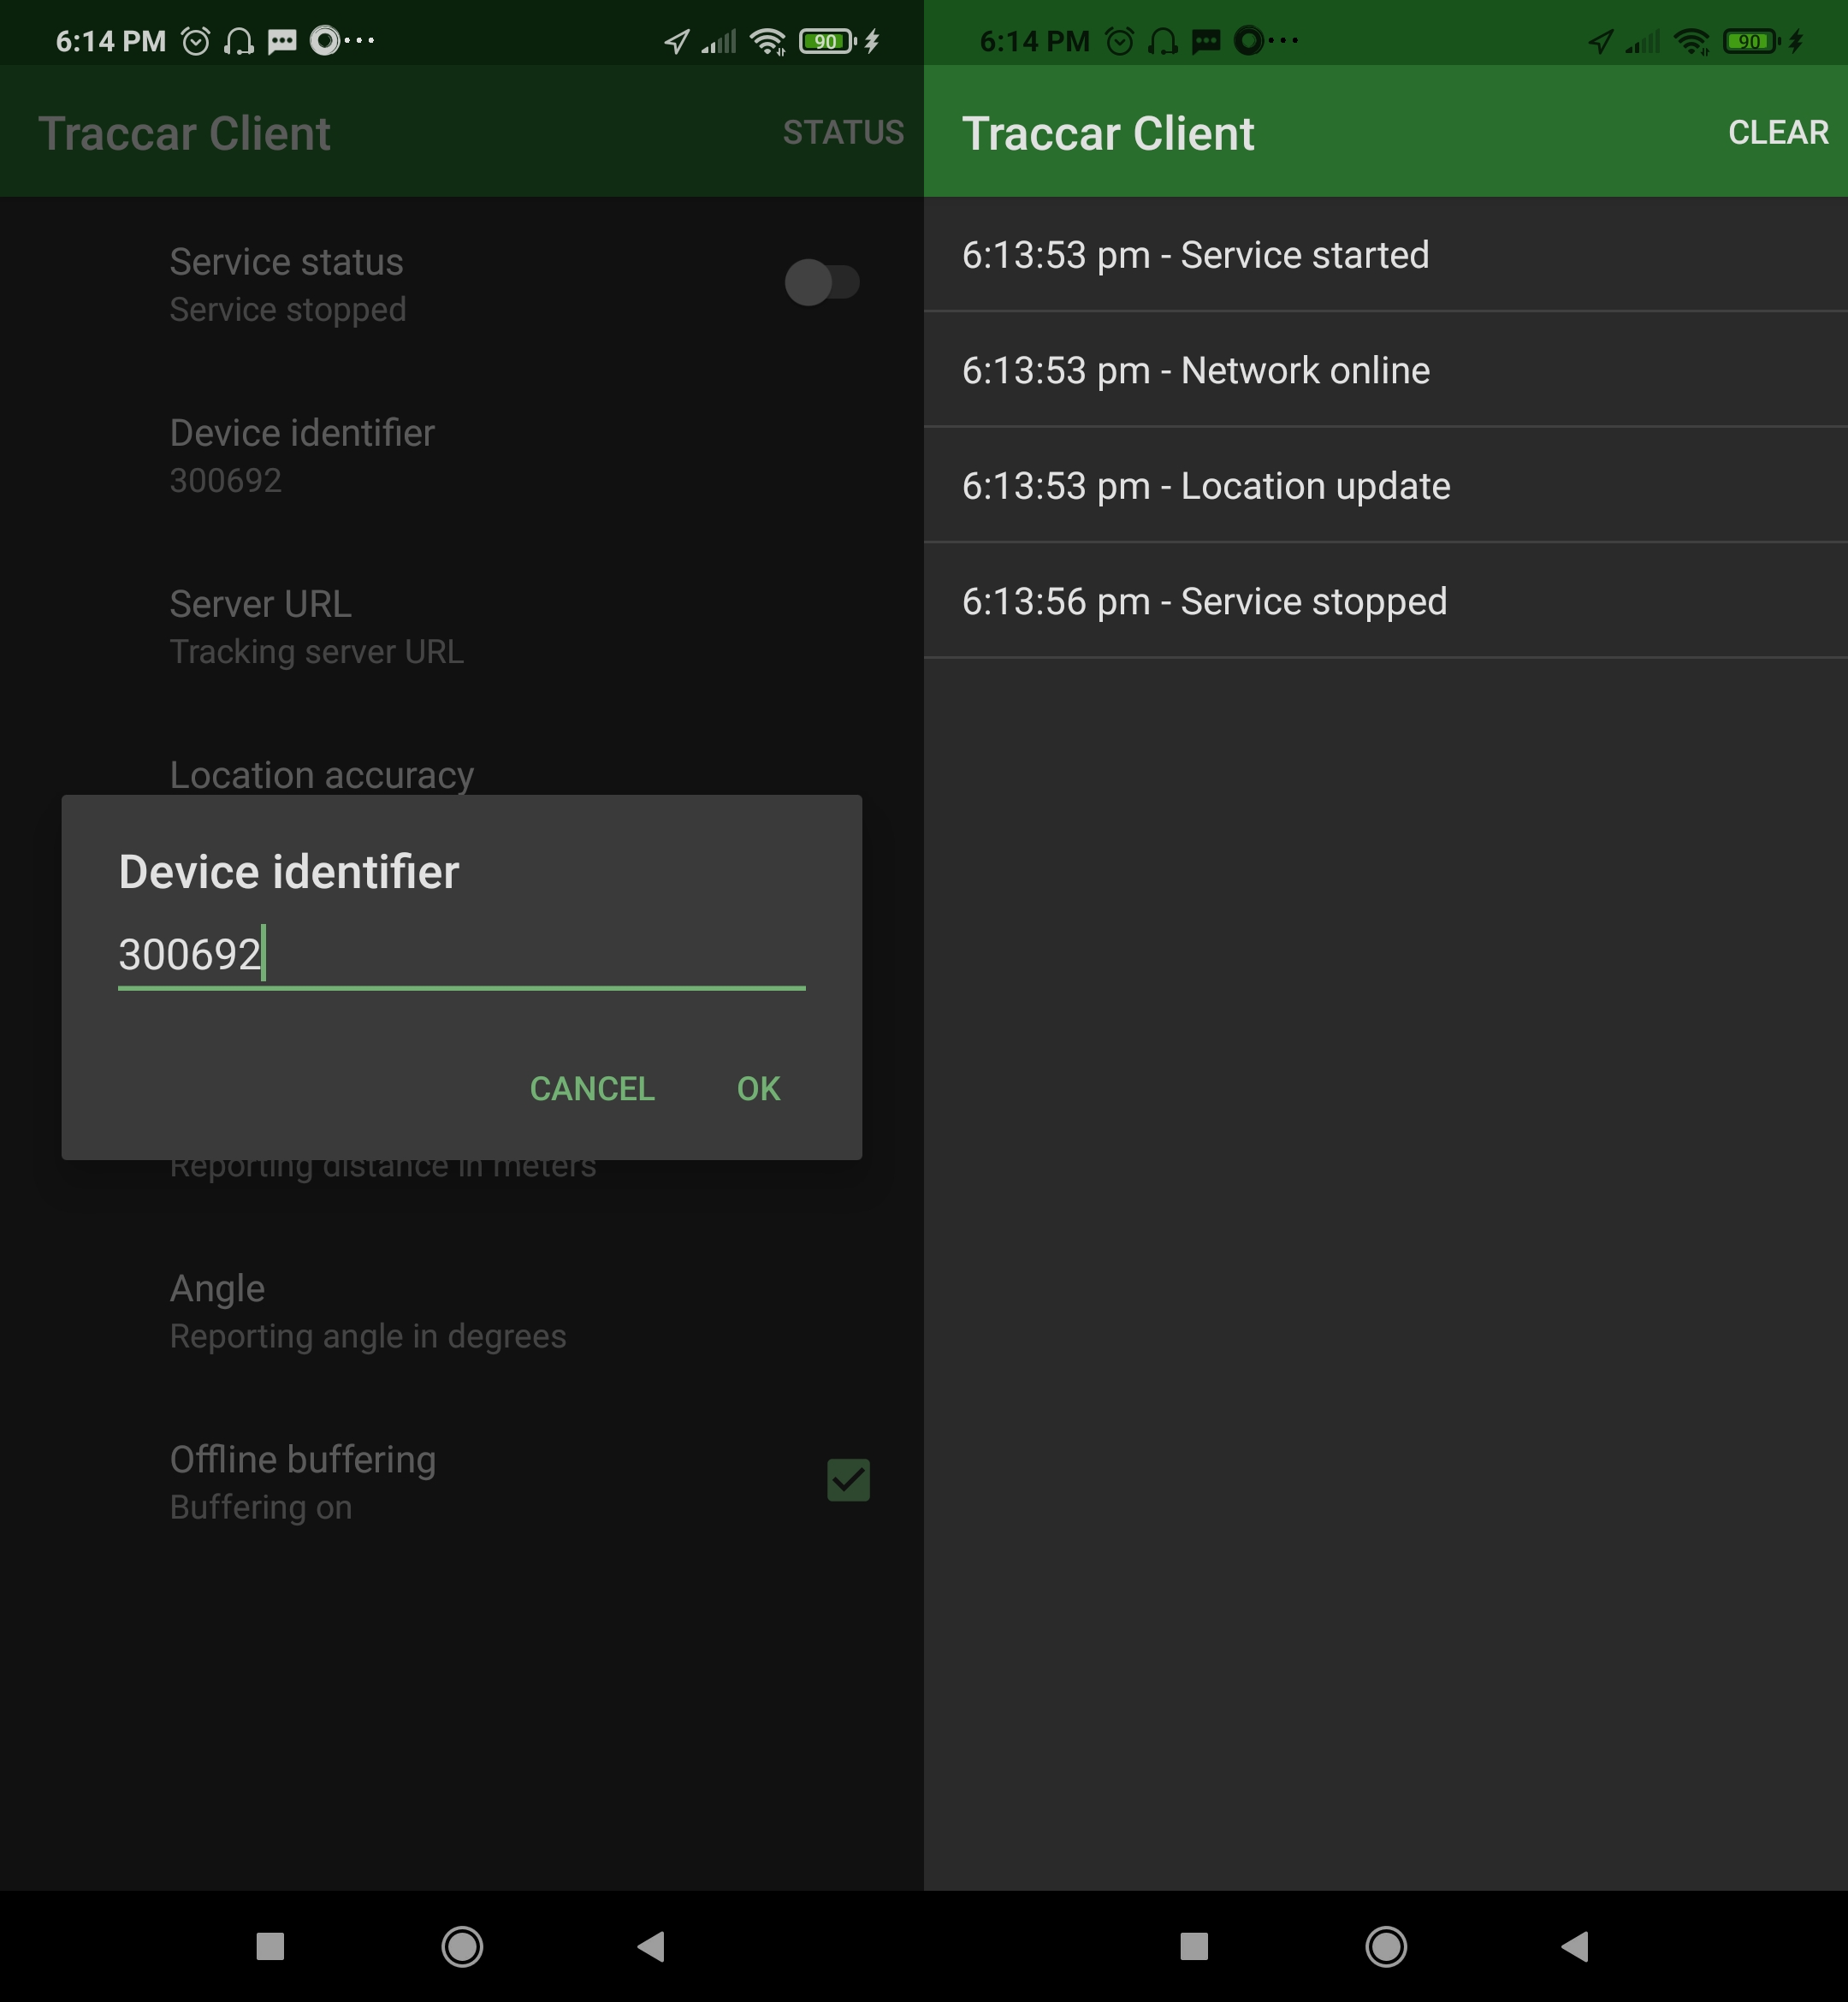 6:14 PM
90
Traccar Client
STATUS
Service status
Service stopped
Device identifier
300692
Server URL
Tracking server URL
Location accuracy
Device identifier
300692
CANCEL
OK
Reporting distance in meters
Angle
Reporting angle in degrees
Offline buffering
Buffering on
6:14 PM
90
Traccar Client
CLEAR
6:13:53 pm - Service started
6:13:53 pm - Network online
6:13:53 pm - Location update
6:13:56 pm - Service stopped